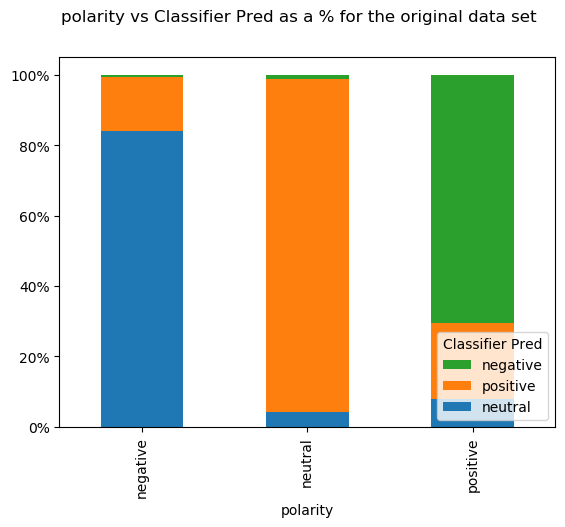 polarity vs Classifier Pred as a % for the original data set
100%
80%
60%
40%
20%
0%
Classifier Pred
negative
positive
neutral
negative
neutral
positive
polarity